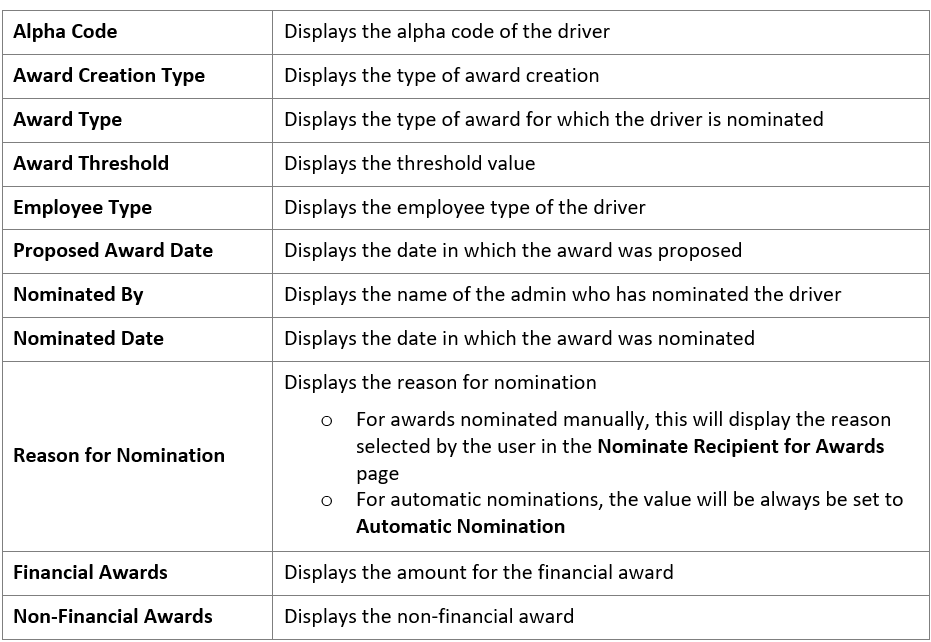 Alpha Code
Displays the alpha code of the driver
Award Creation Type
Displays the type of award creation
Award Type
Displays the type of award for which the driver is nominated
Award Threshold
Displays the threshold value
Employee Type
Displays the employee type of the driver
Proposed Award Date
Displays the date in which the award was proposed
Nominated By
Displays the name of the admin who has nominated the driver
Nominated Date
Displays the date in which the award was nominated
Reason for Nomination
Displays the reason for nomination
o For awards nominated manually, this will display the reason
selected by the user in the Nominate Recipient for Awards
page
o For automatic nominations, the value will be always be set to
Automatic Nomination
Financial Awards
Displays the amount for the financial award
Non-Financial Awards
Displays the non-financial award